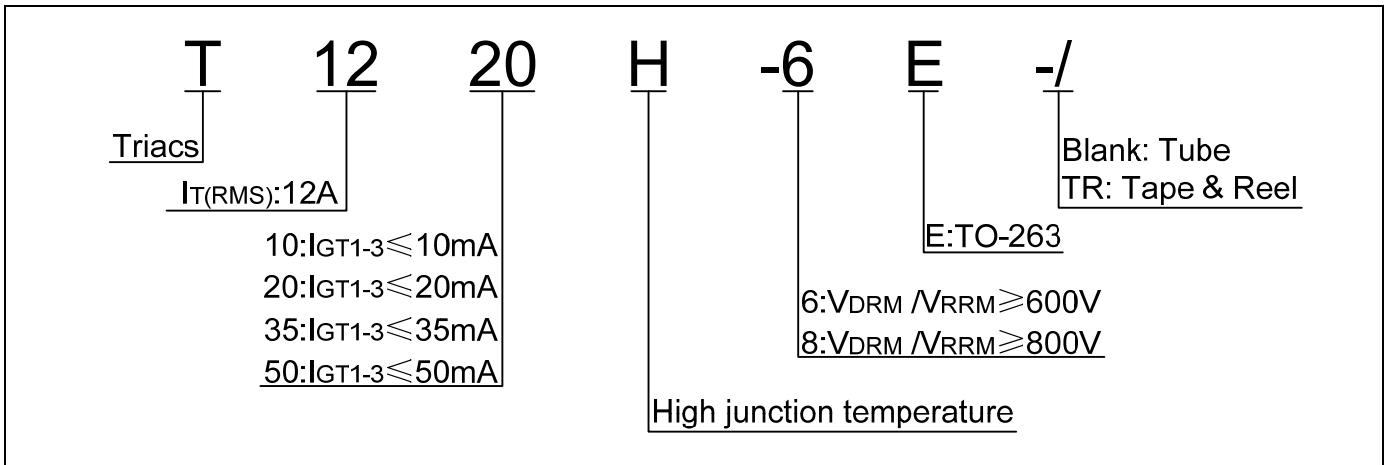 T 12 20 H -6 E -/
Triacs
IT(RMS):12A
10:IGT1-3≤10mA
20:IGT1-3≤20mA
35:IGT1-3≤35mA
50:IGT1-3≤50mA
High junction temperature
6:VDRM /VRRM≥600V
8:VDRM /VRRM≥800V
E:TO-263
Blank: Tube
TR: Tape & Reel